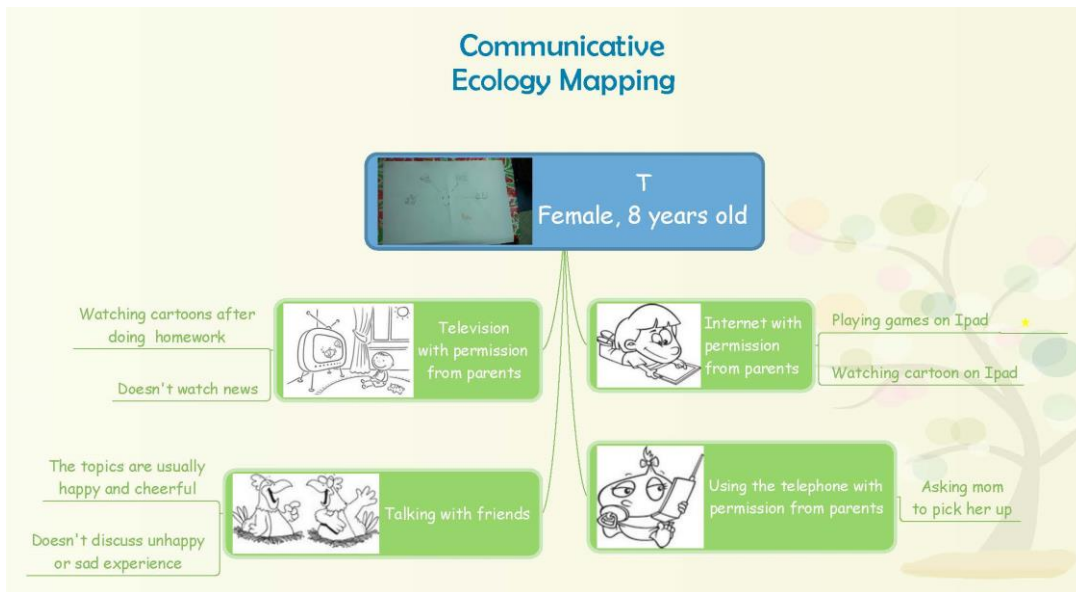 Communicative
Ecology Mapping
T
Female, 8 years old
Watching cartoons after
doing homework
Doesn't watch news
Television
with permission
from parents
Internet with
permission
from parents
Playing games on Ipad
Watching cartoon on Ipad
The topics are usually
happy and cheerful
Doesn't discuss unhappy
or sad experience
Talking with friends
Using the telephone with
permission from parents
Asking mom
to pick her up